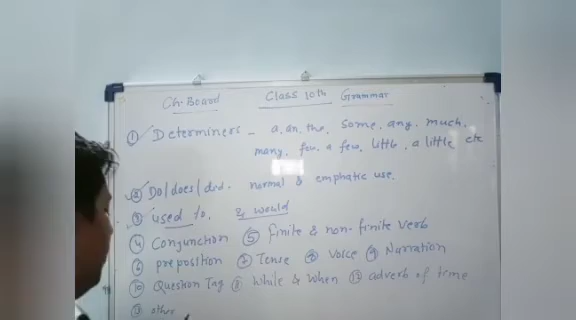 Ch. Board Class 10th Grammar
① Determiners - a, an, the, some, any, much,
many, few, a few, little, a little etc
② DO/does/did. normal & emphatic use.
③ used to. & would
④ Conjunction ⑤ finite & non-finite verb
⑥ preposition ⑦ Tense ⑧ Voice ⑨ Narration
⑩ Question Tag ⑪ While & When ⑫ adverb of time
⑬ other